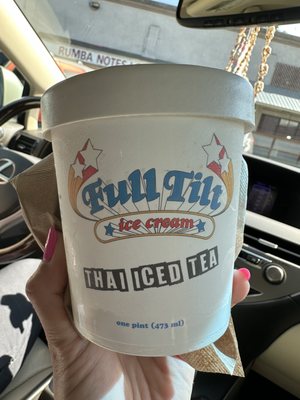 RUMBA NOTES
Full Tilt
ice cream
THAI ICED TEA
one pint (473 ml)